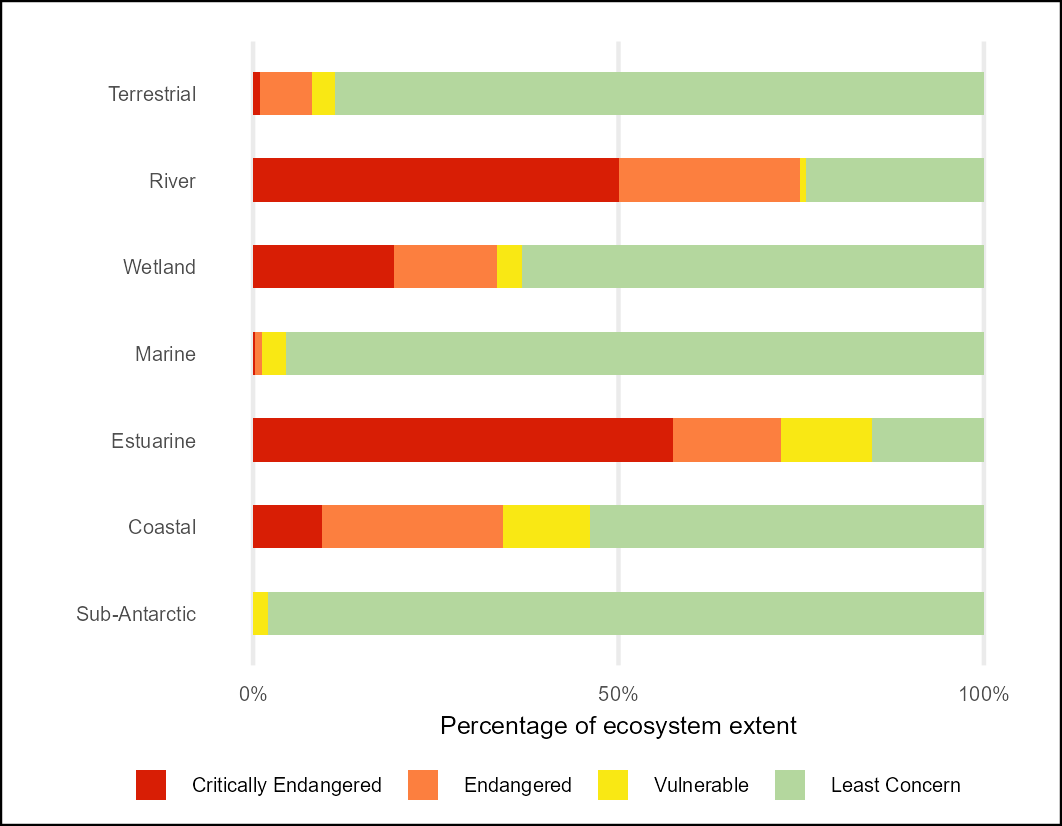 Terrestrial
River
Wetland
Marine
Estuarine
Coastal
Sub-Antarctic
0% 50% 100%
Percentage of ecosystem extent
Critically Endangered Endangered Vulnerable Least Concern